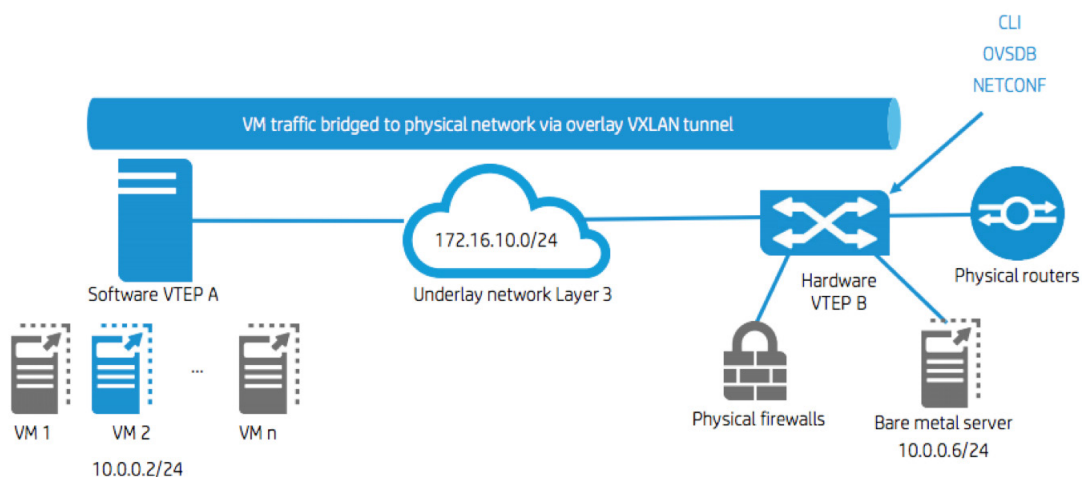 CLI
OVSDB
NETCONF
VM traffic bridged to physical network via overlay VXLAN tunnel
172.16.10.0/24
Software VTEP A
Underlay network Layer 3
Hardware
VTEP B
Physical routers
VM 1
VM 2
...
VM n
10.0.0.2/24
Physical firewalls
Bare metal server
10.0.0.6/24